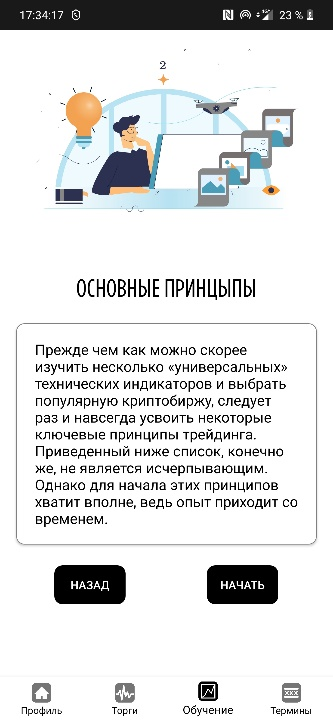 17:34:17
23 %
2
ОСНОВНЫЕ ПРИНЦЫПЫ
Прежде чем как можно скорее
изучить несколько «универсальных»
технических индикаторов и выбрать
популярную криптобиржу, следует
раз и навсегда усвоить некоторые
ключевые принципы трейдинга.
Приведенный ниже список, конечно
же, не является исчерпывающим.
Однако для начала этих принципов
хватит вполне, ведь опыт приходит со
временем.
НАЗАД
НАЧАТЬ
Профиль
Торги
Обучение
XXX
Термины